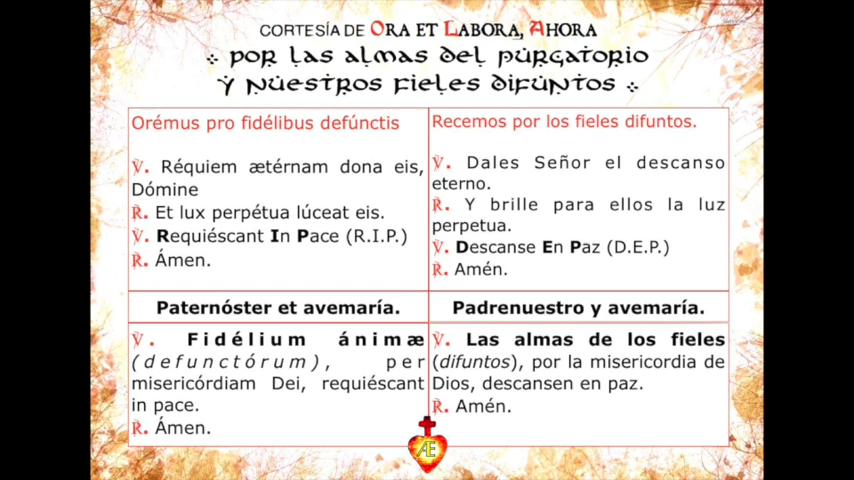 CORTESÍA DE ORA ET LABORA, AHORA
POR LAS ALMAS DEL PURGATORIO
Y NUESTROS FIELES DIFUNTOS
Orémus pro fidélibus defúnctis
℣. Réquiem ætérnam dona eis,
Dómine
℟. Et lux perpétua lúceat eis.
℣. Requiéscant In Pace (R.I.P.)
℟. Ámen.
Recemos por los fieles difuntos.
℣. Dales Señor el descanso
eterno.
℟. Y brille para ellos la luz
perpetua.
℣. Descanse En Paz (D.E.P.)
℟. Amén.
Paternóster et avemaría.
Padrenuestro y avemaría.
℣. Fidélium ánimæ
(defunctórum), per
misericórdiam Dei, requiéscant
in pace.
℟. Ámen.
℣. Las almas de los fieles
(difuntos), por la misericordia de
Dios, descansen en paz.
℟. Amén.
Æ